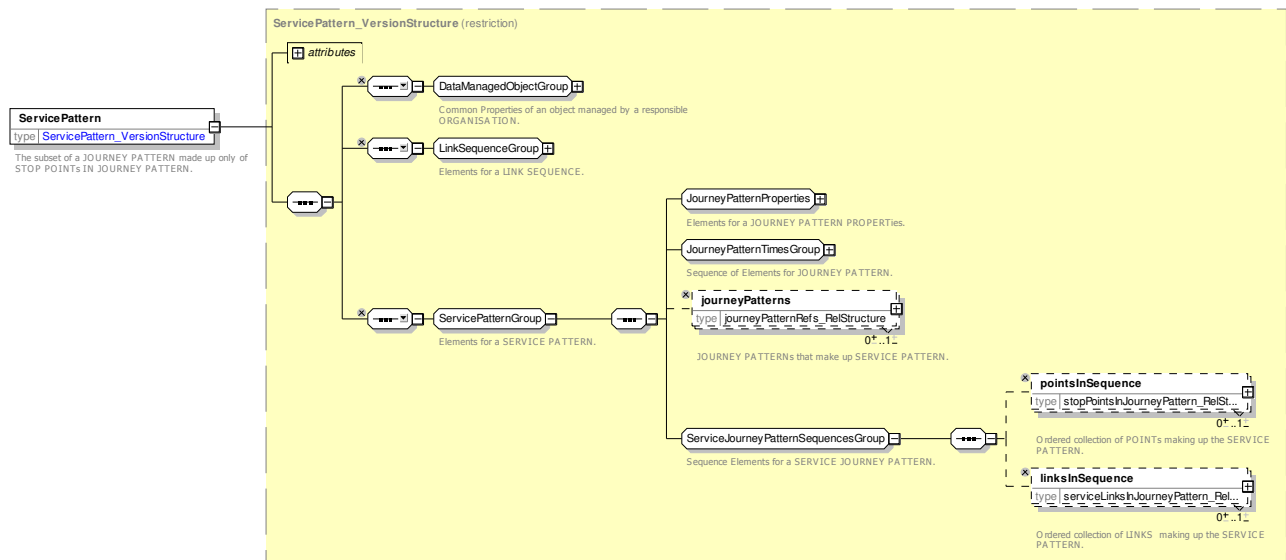 ServicePattern_VersionStructure (restriction)
attributes
DataManagedObjectGroup
Common Properties of an object managed by a responsible
ORGANISATION.
ServicePattern
type ServicePattern_VersionStructure
The subset of a JOURNEY PATTERN made up only of
STOP POINTs IN JOURNEY PATTERN.
LinkSequenceGroup
Elements for a LINK SEQUENCE.
JourneyPatternProperties
Elements for a JOURNEY PATTERN PROPERTies.
JourneyPatternTimesGroup
Sequence of Elements for JOURNEY PATTERN.
journeyPatterns
type journeyPatternRefs_RelStructure
0..1
JOURNEY PATTERNs that make up SERVICE PATTERN.
ServicePatternGroup
Elements for a SERVICE PATTERN.
pointsInSequence
type stopPointsInJourneyPattern_RelSt...
0..1
Ordered collection of POINTs making up the SERVICE
PATTERN.
ServiceJourneyPatternSequencesGroup
Sequence Elements for a SERVICE JOURNEY PATTERN.
linksInSequence
type serviceLinksInJourneyPattern_Rel...
0..1
Ordered collection of LINKS making up the SERVICE
PATTERN.